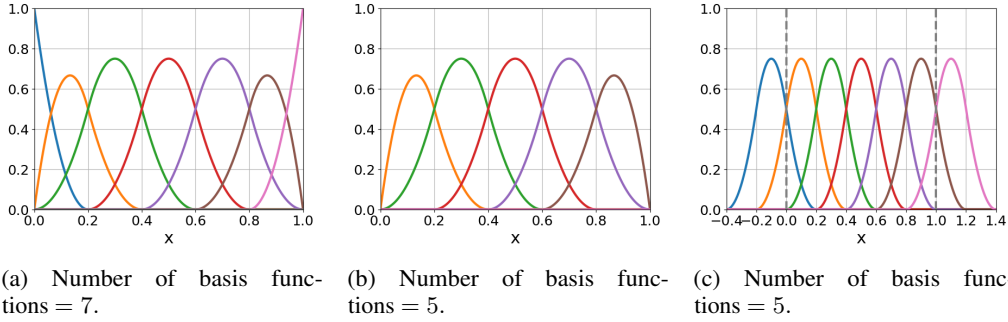 1.0
0.8
0.6
0.4
0.2
0.0
0.0 0.2 0.4 0.6 0.8 1.0
x
1.0
0.8
0.6
0.4
0.2
0.0
0.0 0.2 0.4 0.6 0.8 1.0
x
1.0
0.8
0.6
0.4
0.2
0.0
−0.4 −0.2 0.0 0.2 0.4 0.6 0.8 1.0 1.2 1.4
x
(a) Number of basis func-
tions = 7.
(b) Number of basis func-
tions = 5.
(c) Number of basis func
tions = 5.